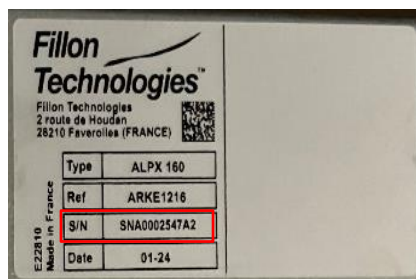 Fillon
Technologies™
Fillon Technologies
2 route de Houdan
28210 Faverolles (FRANCE)
Type ALPX 160
Ref ARKE1216
S/N SNA0002547A2
Date 01-24
E22810
Made in France